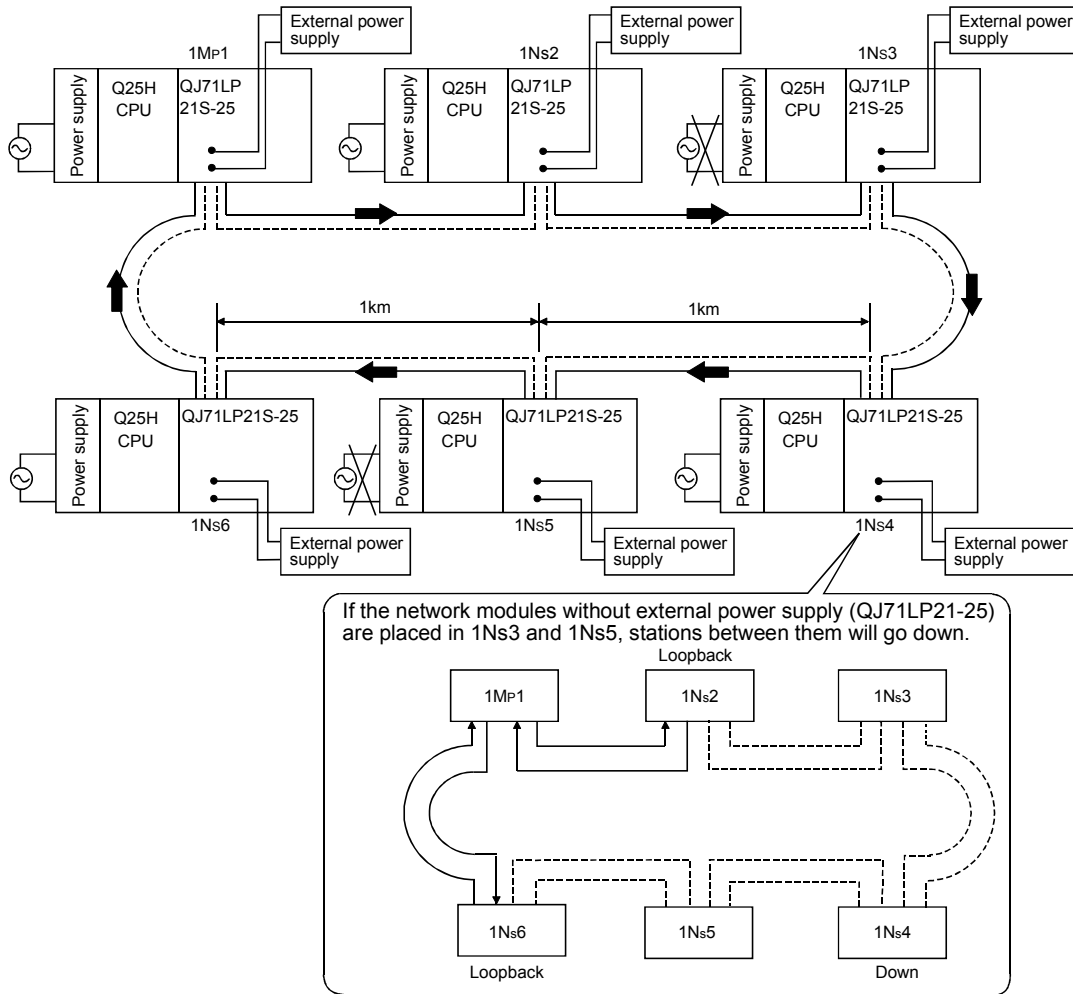 External power
supply
External power
supply
External power
supply
1MP1
1Ns2
1Ns3
Power supply
Q25H
CPU
QJ71LP
21S-25
Power supply
Q25H
CPU
QJ71LP
21S-25
Power supply
Q25H
CPU
QJ71LP
21S-25
1km
1km
Power supply
Q25H
CPU
QJ71LP21S-25
Power supply
Q25H
CPU
QJ71LP21S-25
Power supply
Q25H
CPU
QJ71LP21S-25
1Ns6
1Ns5
1Ns4
External power
supply
External power
supply
External power
supply
If the network modules without external power supply (QJ71LP21-25)
are placed in 1Ns3 and 1Ns5, stations between them will go down.
Loopback
1MP1
1Ns2
1Ns3
1Ns6
1Ns5
1Ns4
Loopback
Down